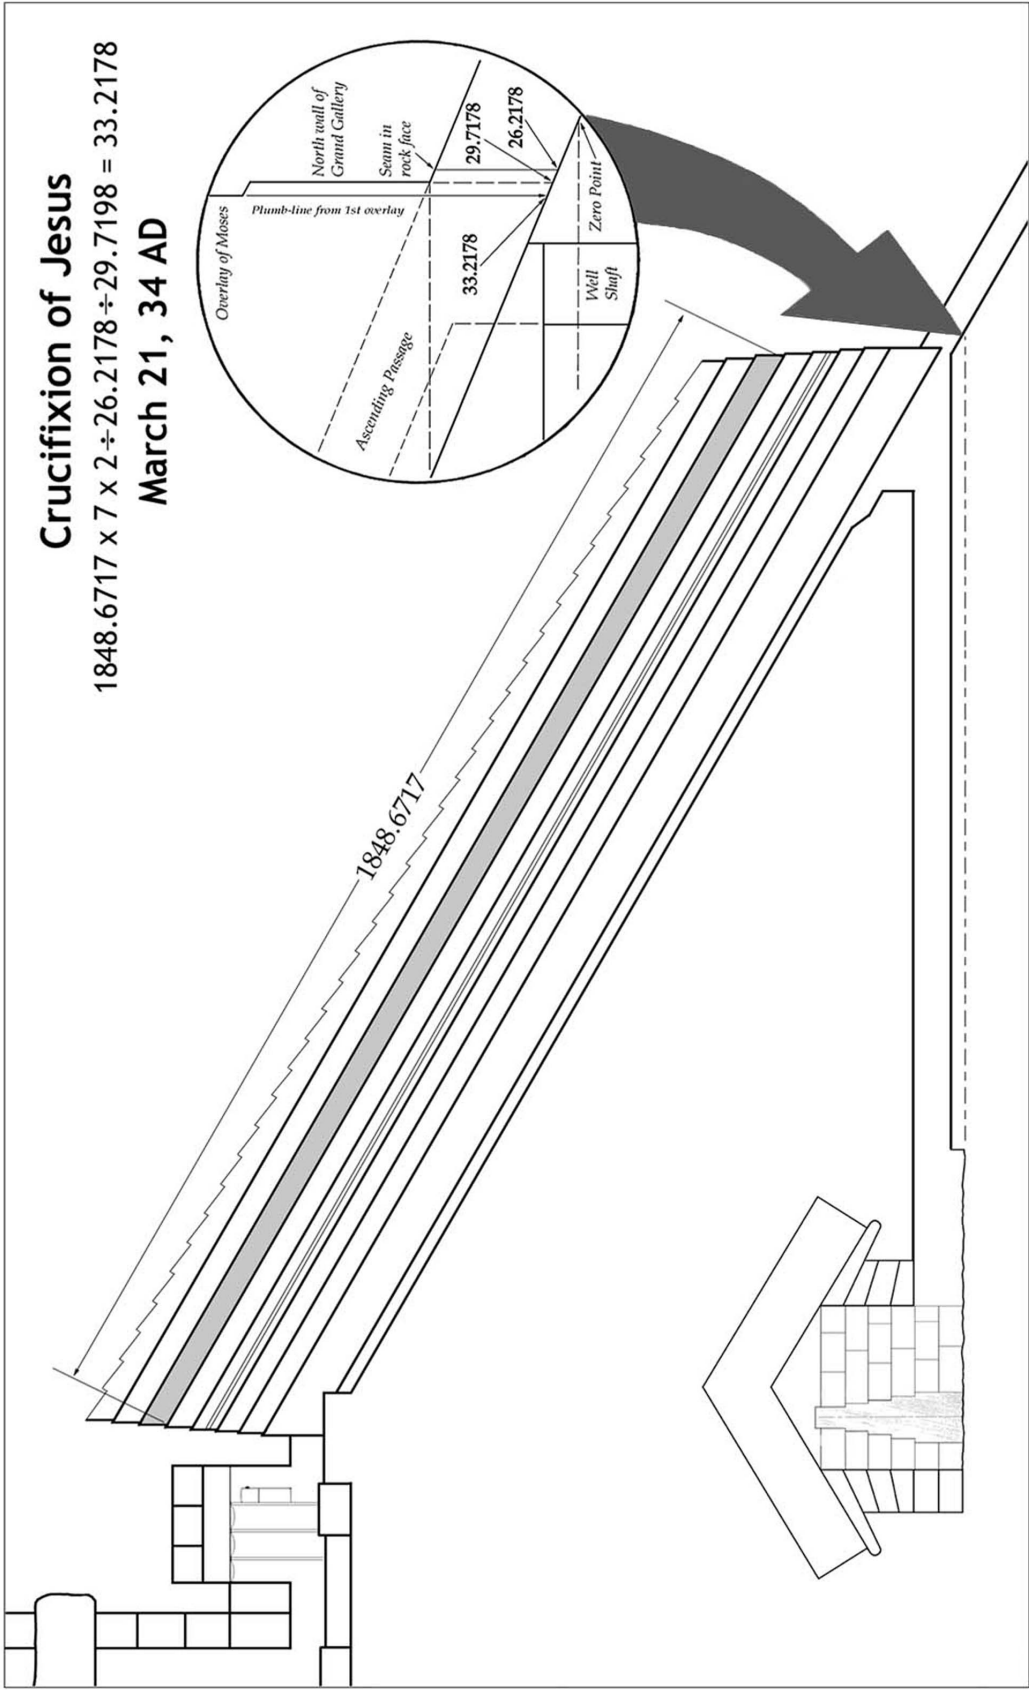 Crucifixion of Jesus
1848.6717 x 7 x 2÷26.2178÷29.7198 = 33.2178
March 21, 34 AD
Overlay of Moses
North wall of
Grand Gallery
Plumb-line from 1st overlay
Seam in
rock face
29.7178
26.2178
33.2178
Ascending Passage
Zero Point
Well
Shaft
1848.6717